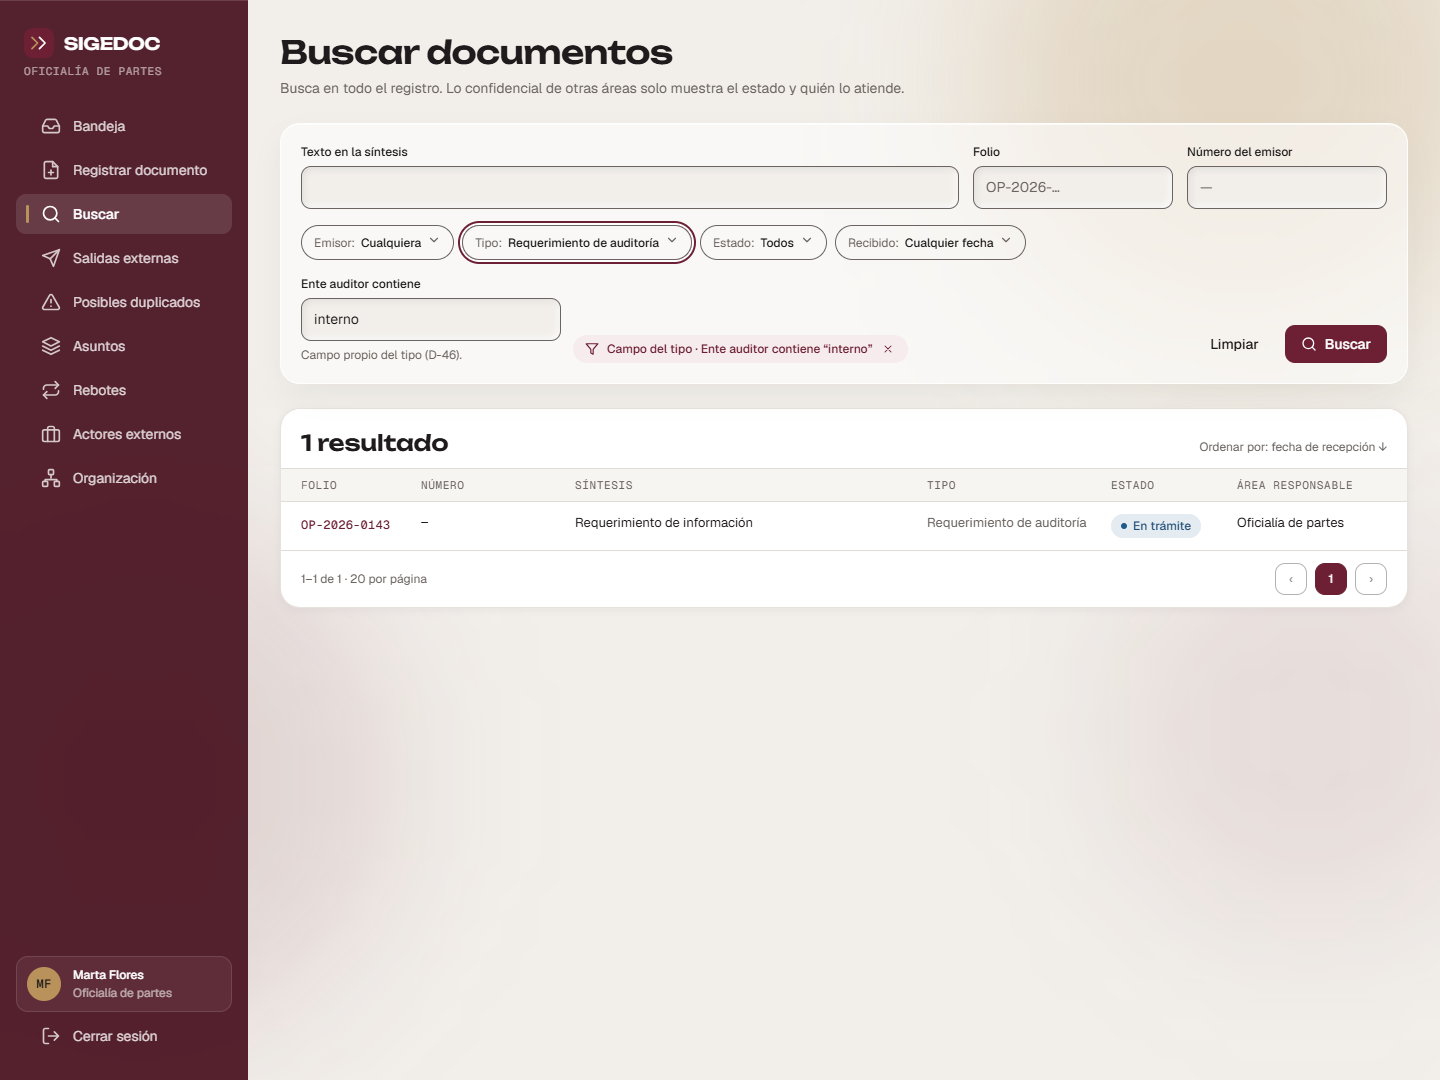 SIGEDOC
OFICIALÍA DE PARTES
Bandeja
Registrar documento
Buscar
Salidas externas
Posibles duplicados
Asuntos
Rebotes
Actores externos
Organización
MF
Marta Flores
Oficialía de partes
Cerrar sesión
Buscar documentos
Busca en todo el registro. Lo confidencial de otras áreas solo muestra el estado y quién lo atiende.
Texto en la síntesis
Folio
OP-2026-...
Número del emisor
—
Emisor: Cualquiera
Tipo: Requerimiento de auditoría
Estado: Todos
Recibido: Cualquier fecha
Ente auditor contiene
interno
Campo propio del tipo (D-46).
Campo del tipo · Ente auditor contiene “interno” ×
Limpiar
Buscar
1 resultado
Ordenar por: fecha de recepción ↓
FOLIO NÚMERO SÍNTESIS TIPO ESTADO ÁREA RESPONSABLE
OP-2026-0143 – Requerimiento de información Requerimiento de auditoría En trámite Oficialía de partes
1–1 de 1 · 20 por página
‹ 1 ›